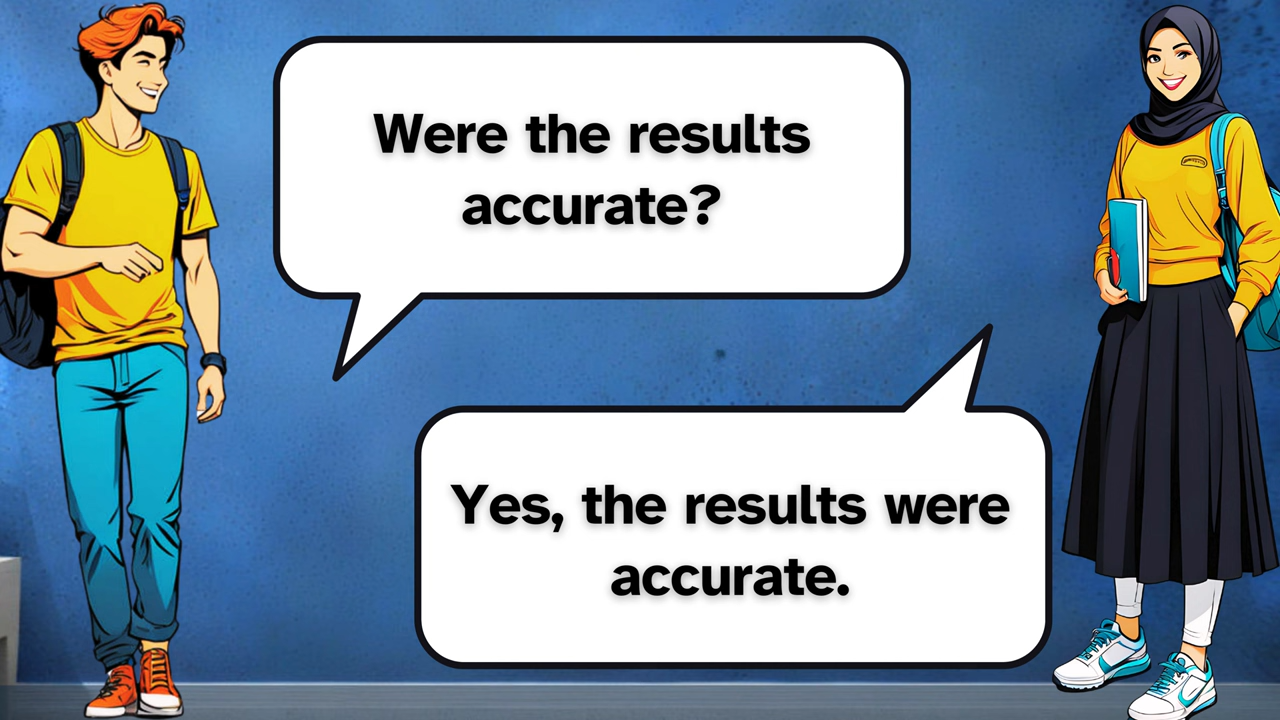 Were the results
accurate?
Yes, the results were
accurate.